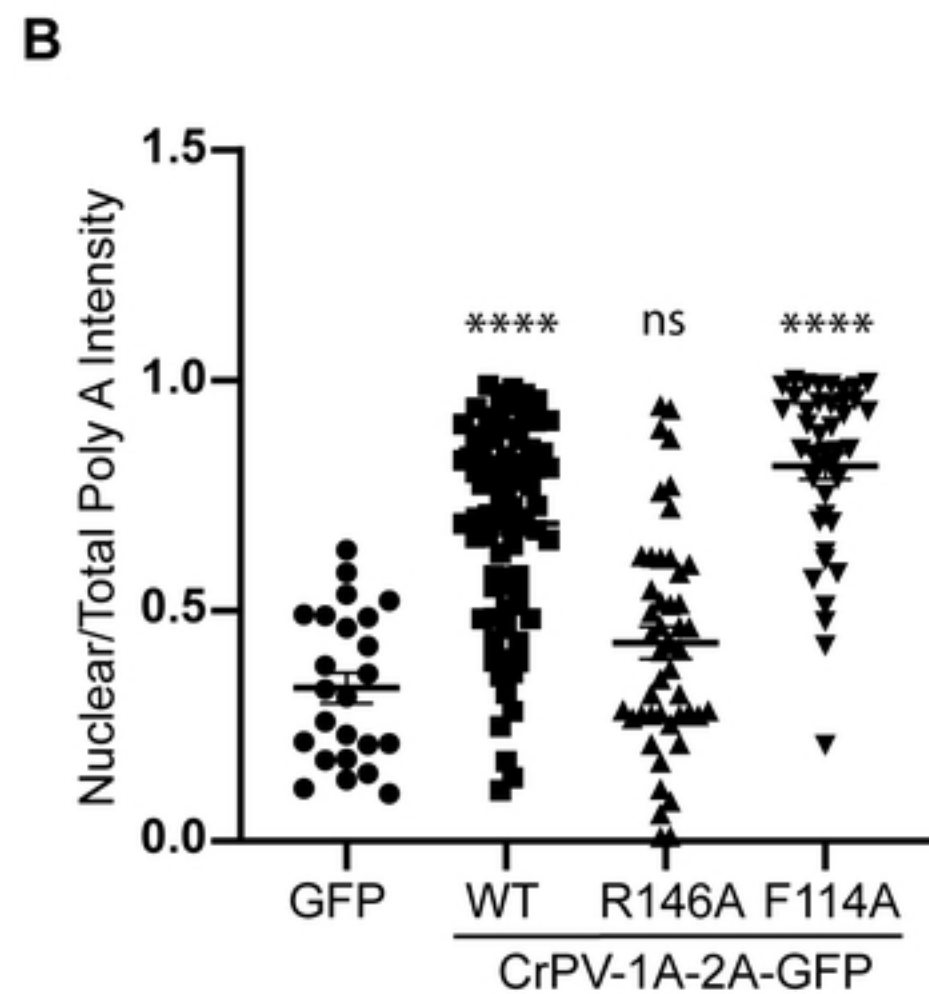 B
Nuclear/Total Poly A Intensity
1.5
1.0
0.5
0.0
**** ns ****
GFP WT R146A F114A
CrPV-1A-2A-GFP